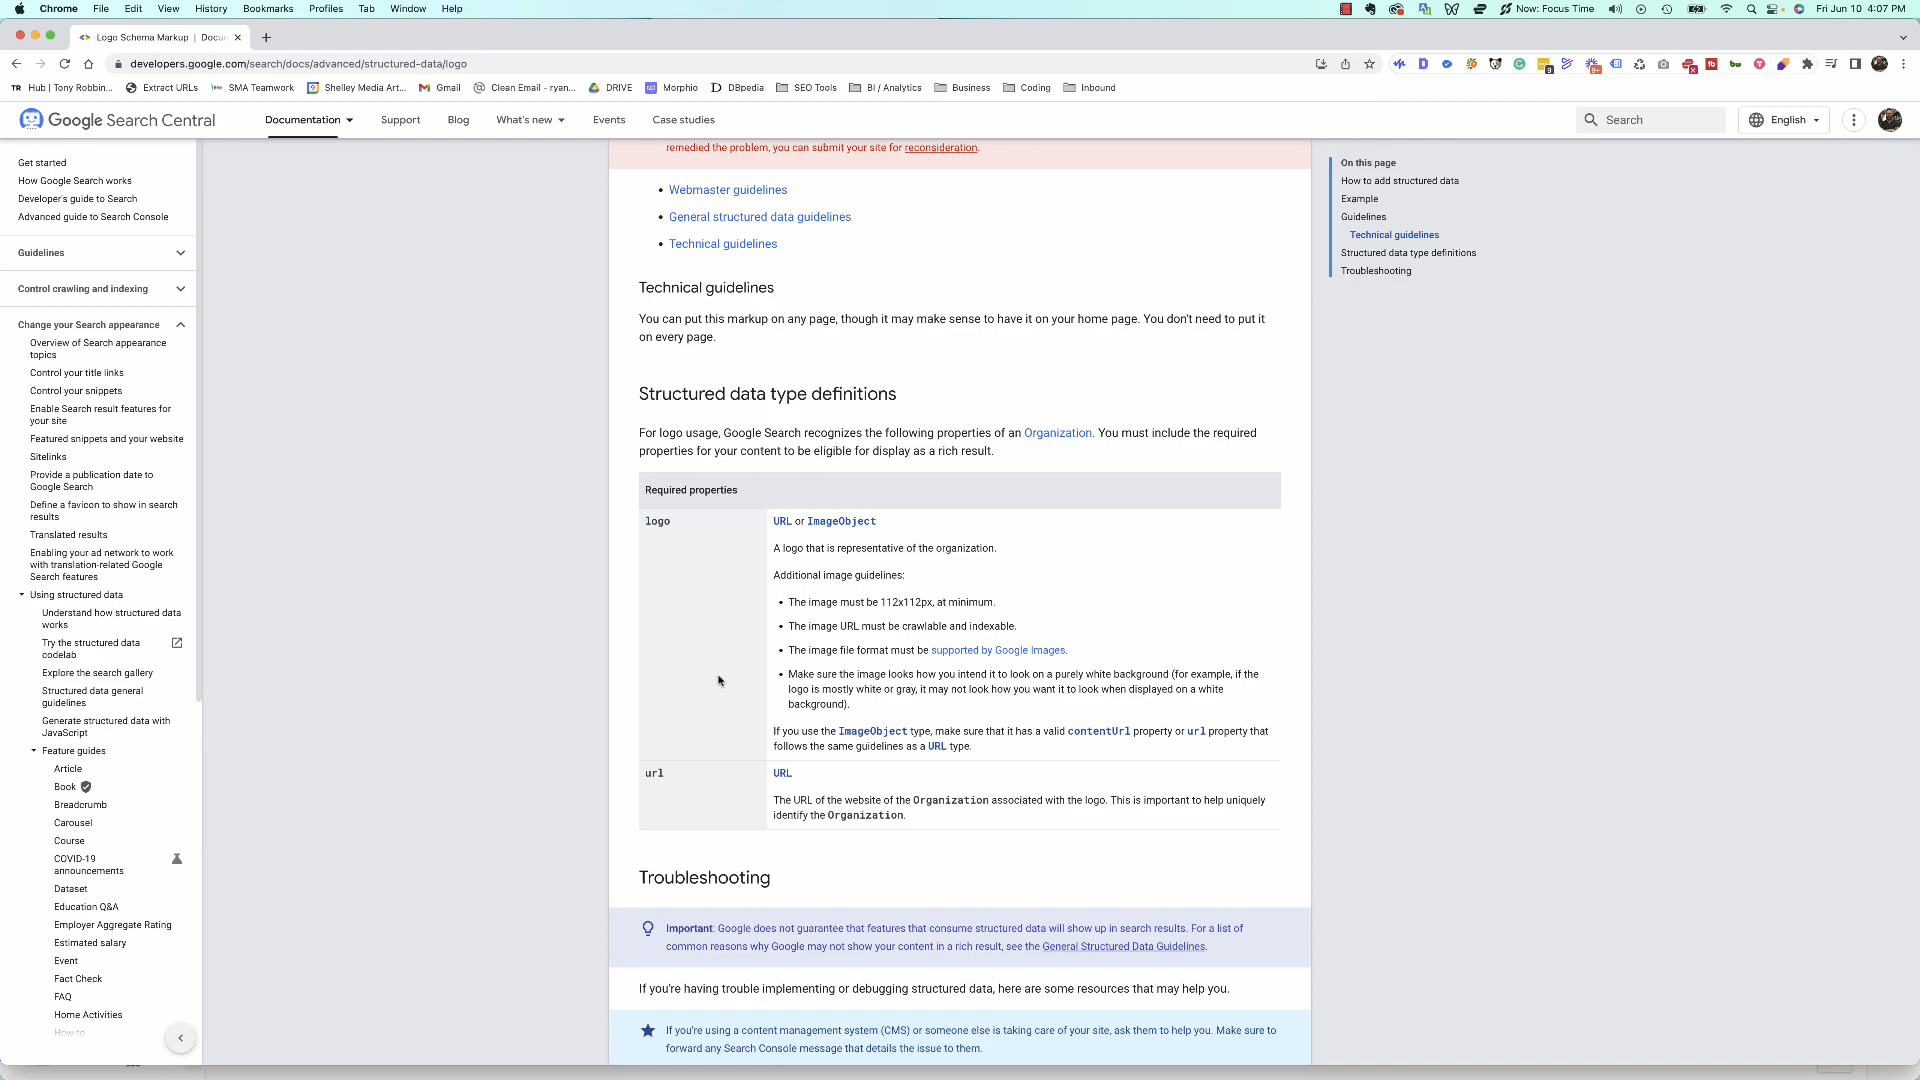 Chrome File Edit View History Bookmarks Profiles Tab Window Help
Now: Focus Time
Fri Jun 10 4:07 PM
Logo Schema Markup | Docu
developers.google.com/search/docs/advanced/structured-data/logo
TR Hub | Tony Robbin... Extract URLs SMA Teamwork Shelley Media Art... Gmail Clean Email - ryan... DRIVE Morphio DBpedia SEO Tools BI / Analytics Business Coding Inbound
Google Search Central Documentation Support Blog What's new Events Case studies
Search
English
Get started
How Google Search works
Developer's guide to Search
Advanced guide to Search Console
Guidelines
Control crawling and indexing
Change your Search appearance
Overview of Search appearance
topics
Control your title links
Control your snippets
Enable Search result features for
your site
Featured snippets and your website
Sitelinks
Provide a publication date to
Google Search
Define a favicon to show in search
results
Translated results
Enabling your ad network to work
with translation-related Google
Search features
Using structured data
Understand how structured data
works
Try the structured data
codelab
Explore the search gallery
Structured data general
guidelines
Generate structured data with
JavaScript
Feature guides
Article
Book
Breadcrumb
Carousel
Course
COVID-19
announcements
Dataset
Education Q&A
Employer Aggregate Rating
Estimated salary
Event
Fact Check
FAQ
Home Activities
How-to
remedied the problem, you can submit your site for reconsideration.
• Webmaster guidelines
• General structured data guidelines
• Technical guidelines
Technical guidelines
You can put this markup on any page, though it may make sense to have it on your home page. You don't need to put it
on every page.
Structured data type definitions
For logo usage, Google Search recognizes the following properties of an Organization. You must include the required
properties for your content to be eligible for display as a rich result.
Required properties
logo
URL or ImageObject
A logo that is representative of the organization.
Additional image guidelines:
• The image must be 112x112px, at minimum.
• The image URL must be crawlable and indexable.
• The image file format must be supported by Google Images.
• Make sure the image looks how you intend it to look on a purely white background (for example, if the
logo is mostly white or gray, it may not look how you want it to look when displayed on a white
background).
If you use the ImageObject type, make sure that it has a valid contentUrl property or url property that
follows the same guidelines as a URL type.
url
URL
The URL of the website of the Organization associated with the logo. This is important to help uniquely
identify the Organization.
Troubleshooting
Important: Google does not guarantee that features that consume structured data will show up in search results. For a list of
common reasons why Google may not show your content in a rich result, see the General Structured Data Guidelines.
If you're having trouble implementing or debugging structured data, here are some resources that may help you.
If you're using a content management system (CMS) or someone else is taking care of your site, ask them to help you. Make sure to
forward any Search Console message that details the issue to them.
On this page
How to add structured data
Example
Guidelines
Technical guidelines
Structured data type definitions
Troubleshooting